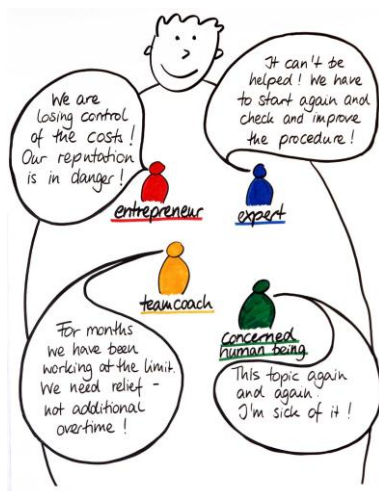 We are
losing control
of the costs!
Our reputation
is in danger!
It can't be
helped! We have
to start again and
check and improve
the procedure!
entrepreneur
expert
teamcoach
concerned
human being
For months
we have been
working at the limit.
We need relief -
not additional
overtime!
This topic again
and again.
I'm sick of it!